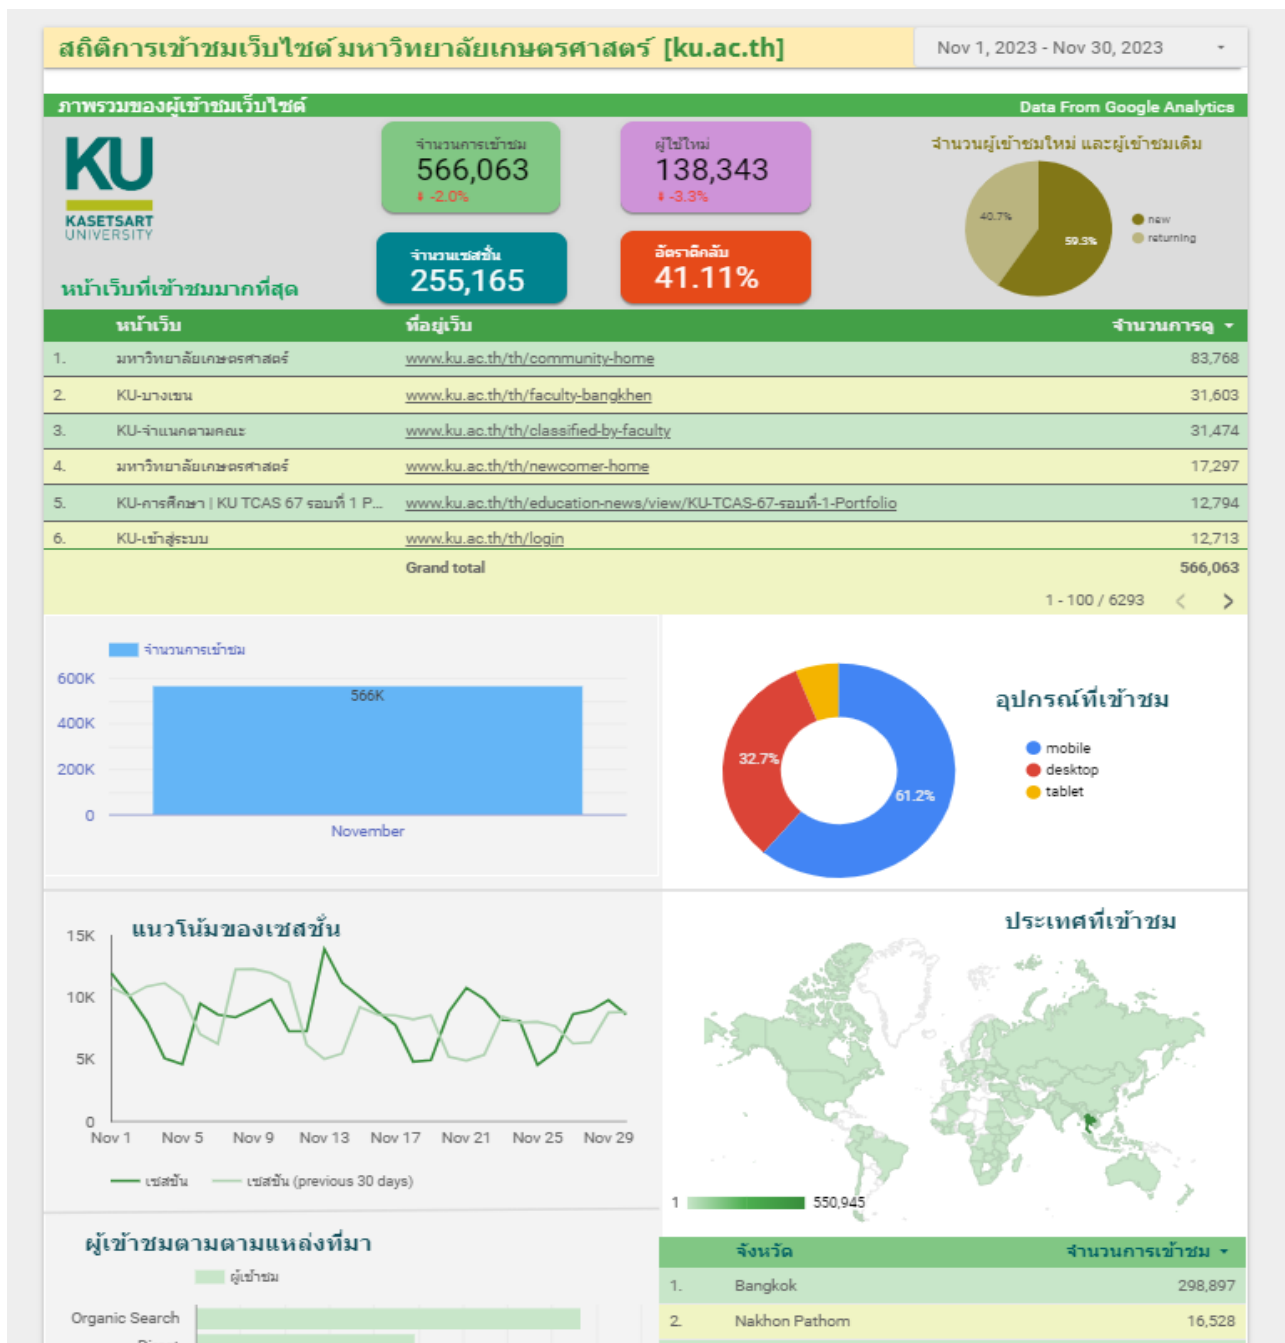 สถิติการเข้าชมเว็บไซต์มหาวิทยาลัยเกษตรศาสตร์ [ku.ac.th]
Nov 1, 2023 - Nov 30, 2023
ภาพรวมของผู้เข้าชมเว็บไซต์
Data From Google Analytics
KU
KASETSART
UNIVERSITY
จำนวนการเข้าชม
566,063
-2.0%
ผู้ใช้ใหม่
138,343
-3.3%
จำนวนเซสชั่น
255,165
อัตราตีกลับ
41.11%
จำนวนผู้เข้าชมใหม่ และผู้เข้าชมเดิม
40.7%
59.3%
new
returning
หน้าเว็บที่เข้าชมมากที่สุด
หน้าเว็บ ที่อยู่เว็บ จำนวนการดู
1. มหาวิทยาลัยเกษตรศาสตร์ www.ku.ac.th/th/community-home 83,768
2. KU-บางเขน www.ku.ac.th/th/faculty-bangkhen 31,603
3. KU-จำแนกตามคณะ www.ku.ac.th/th/classified-by-faculty 31,474
4. มหาวิทยาลัยเกษตรศาสตร์ www.ku.ac.th/th/newcomer-home 17,297
5. KU-การศึกษา | KU TCAS 67 รอบที่ 1 P... www.ku.ac.th/th/education-news/view/KU-TCAS-67-รอบที่-1-Portfolio 12,794
6. KU-เข้าสู่ระบบ www.ku.ac.th/th/login 12,713
Grand total 566,063
1 - 100 / 6293
จำนวนการเข้าชม
600K
400K
200K
0
566K
November
อุปกรณ์ที่เข้าชม
32.7%
61.2%
mobile
desktop
tablet
แนวโน้มของเซสชั่น
15K
10K
5K
0
Nov 1 Nov 5 Nov 9 Nov 13 Nov 17 Nov 21 Nov 25 Nov 29
เซสชัน เซสชัน (previous 30 days)
ประเทศที่เข้าชม
1 550,945
ผู้เข้าชมตามตามแหล่งที่มา
ผู้เข้าชม
Organic Search
จังหวัด จำนวนการเข้าชม
1. Bangkok 298,897
2. Nakhon Pathom 16,528